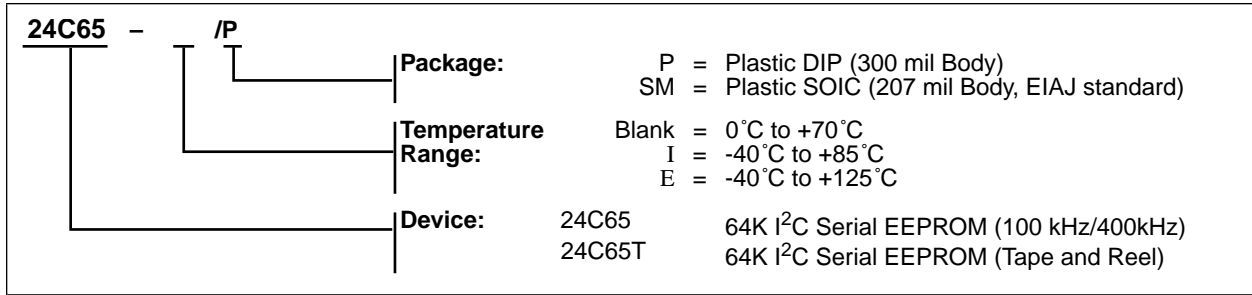 24C65 – /P
Package: P = Plastic DIP (300 mil Body)
SM = Plastic SOIC (207 mil Body, EIAJ standard)
Temperature Blank = 0˚C to +70˚C
Range: I = -40˚C to +85˚C
E = -40˚C to +125˚C
Device: 24C65 64K I²C Serial EEPROM (100 kHz/400kHz)
24C65T 64K I²C Serial EEPROM (Tape and Reel)